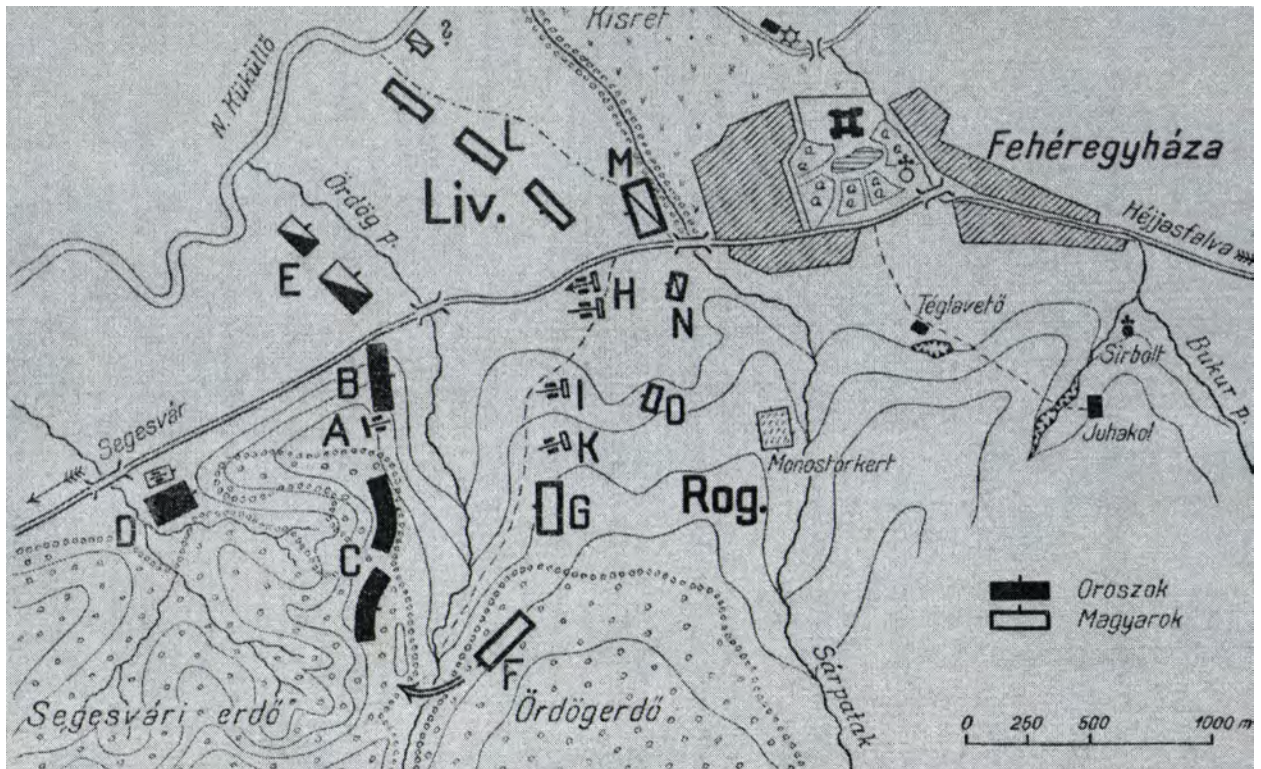 Kisrét
?
N. Küküllő
L
Fehéregyháza
M
Ördög p.
Liv.
Héjjasfalva
E
H
N
Téglavető
Sírbolt
Bukur p.
B
I
O
A
Segesvár
Juhakol
K
Monostorkert
Rog.
G
D
C
Oroszok
Magyarok
F
Sárpatak
Segesvári erdő
Ördögerdő
0 250 500 1000 m